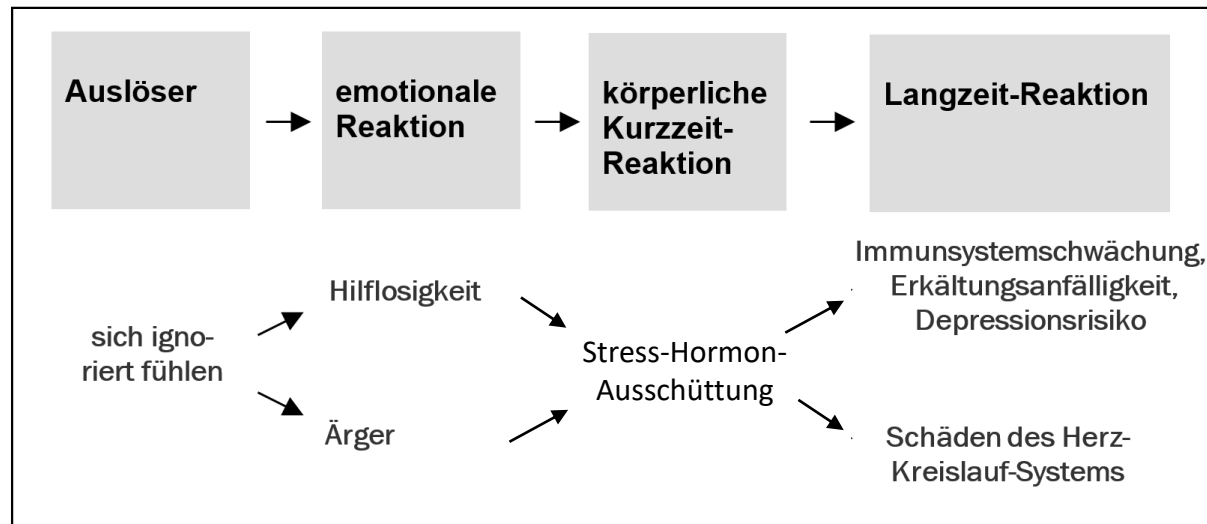 Auslöser
emotionale
Reaktion
körperliche
Kurzzeit-
Reaktion
Langzeit-Reaktion
sich igno-
riert fühlen
Hilflosigkeit
Ärger
Stress-Hormon-
Ausschüttung
Immunsystemschwächung,
Erkältungsanfälligkeit,
Depressionsrisiko
Schäden des Herz-
Kreislauf-Systems